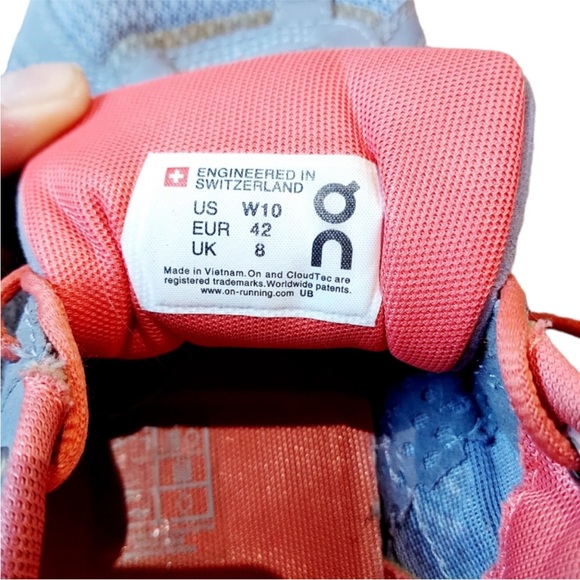 ENGINEERED IN
SWITZERLAND
US W10
EUR 42
UK 8
On
Made in Vietnam.On and CloudTec are
registered trademarks.Worldwide patents.
www.on-running.com UB